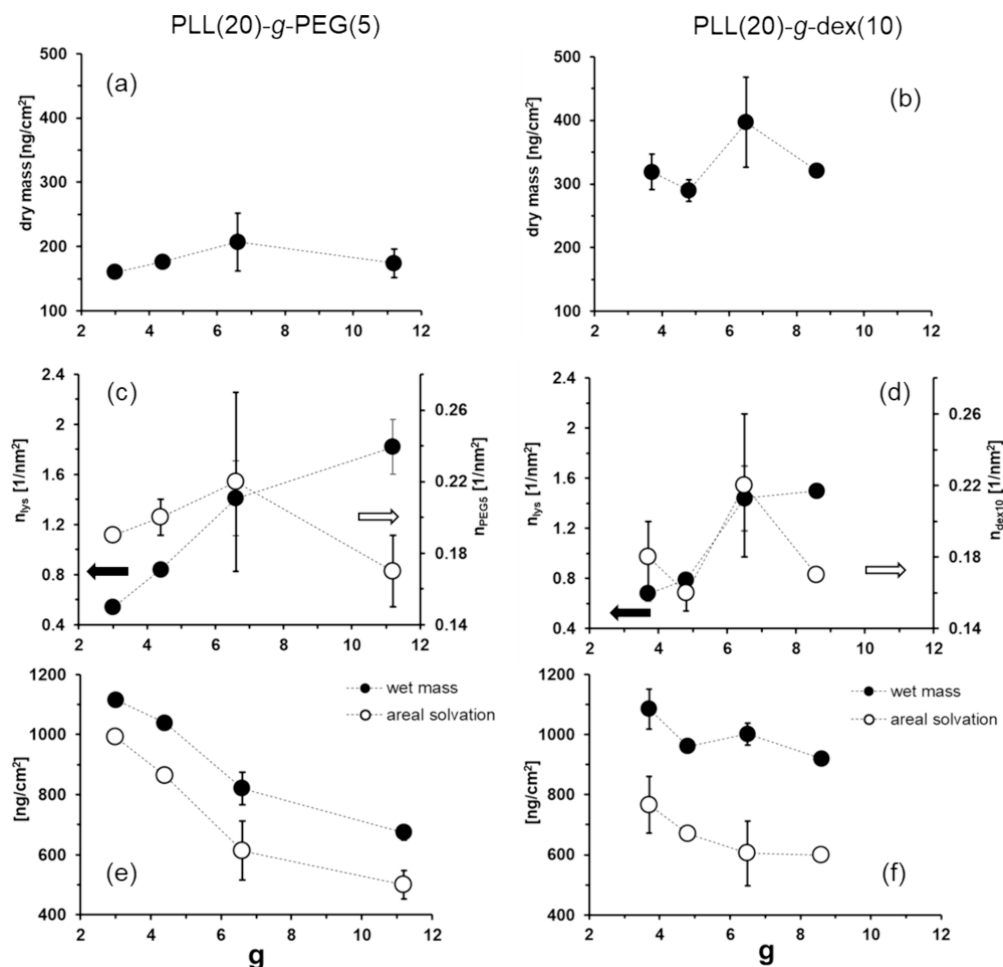 PLL(20)-g-PEG(5)
PLL(20)-g-dex(10)
500
400
300
200
100
dry mass [ng/cm²]
(a)
2 4 6 8 10 12
500
400
300
200
100
dry mass [ng/cm²]
(b)
2 4 6 8 10 12
2.4
2
1.6
1.2
0.8
0.4
nlys [1/nm²]
(c)
0.26
0.22
0.18
0.14
nPEG5 [1/nm²]
2 4 6 8 10 12
2.4
2
1.6
1.2
0.8
0.4
nlys [1/nm²]
(d)
0.26
0.22
0.18
0.14
ndex10 [1/nm²]
2 4 6 8 10 12
1200
1000
800
600
400
[ng/cm²]
wet mass
areal solvation
(e)
2 4 6 8 10 12
g
1200
1000
800
600
400
[ng/cm²]
wet mass
areal solvation
(f)
2 4 6 8 10 12
g